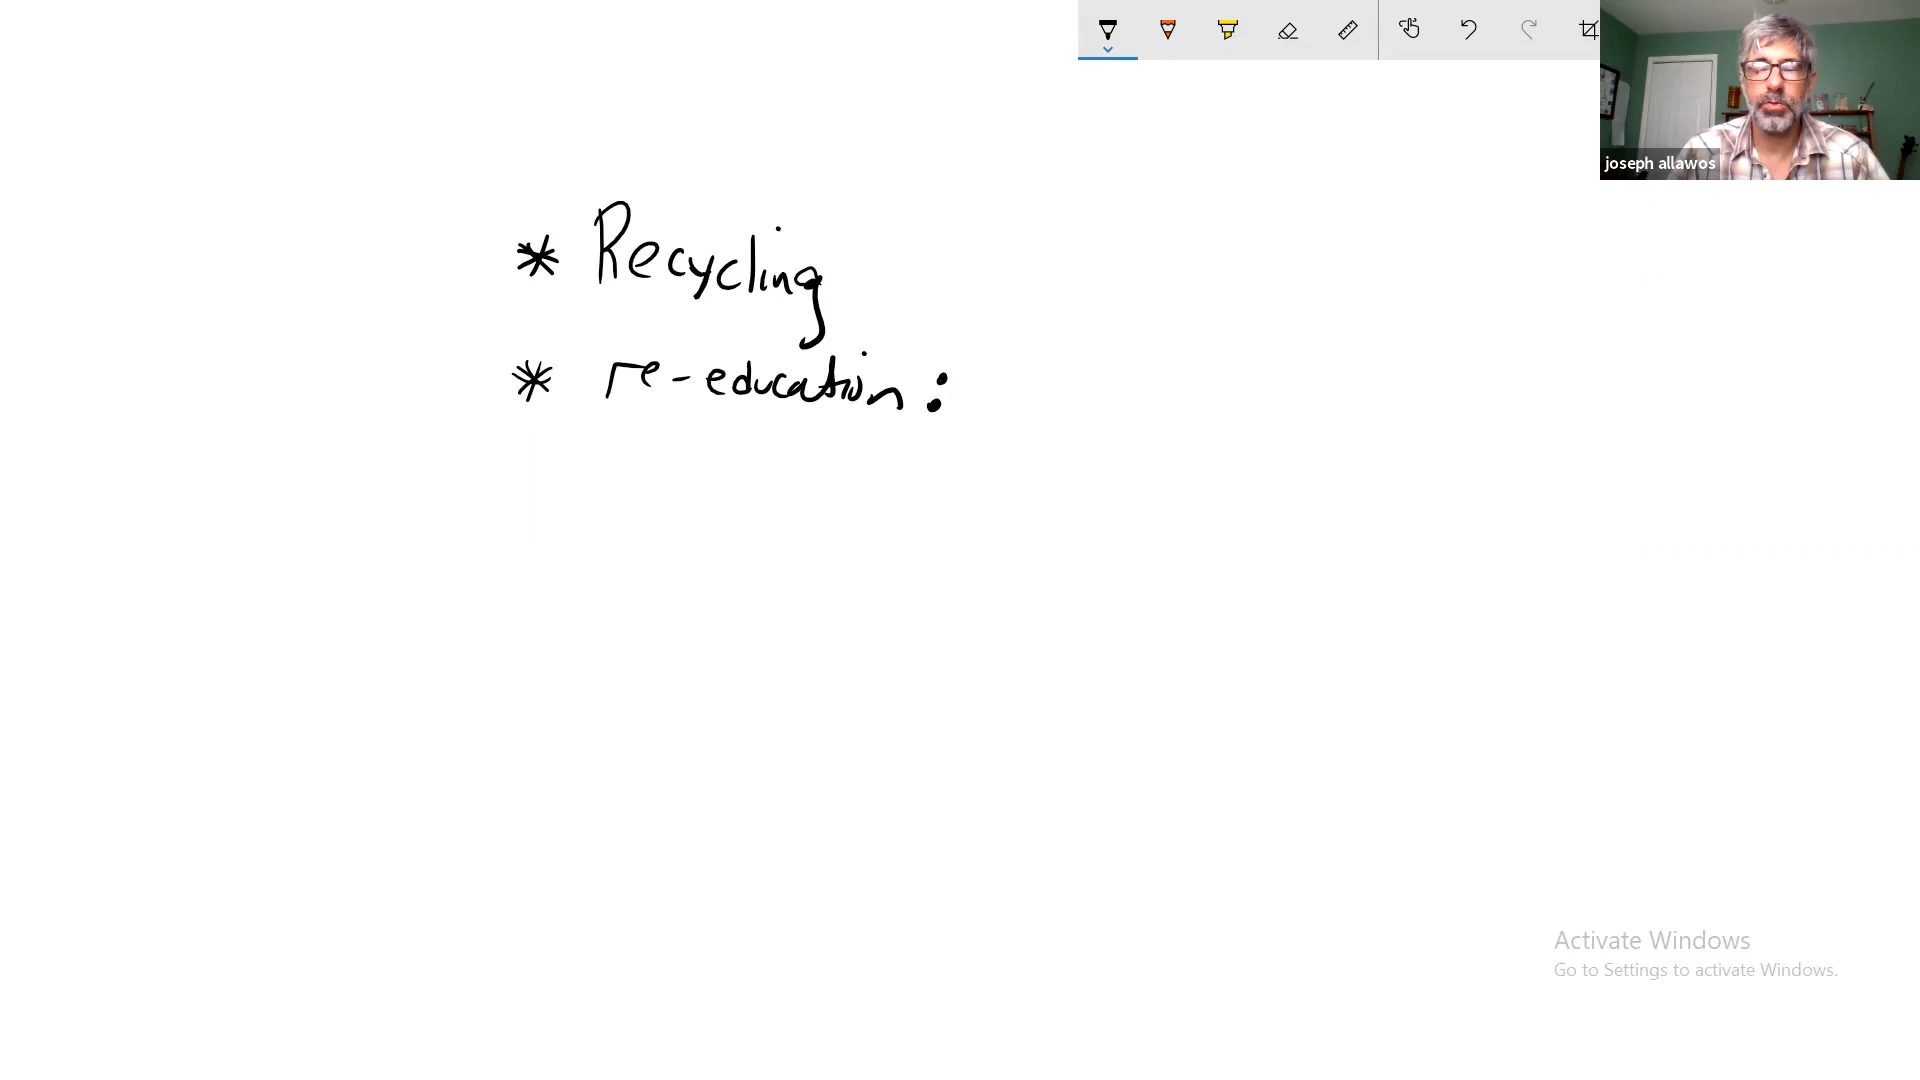 joseph allawos
* Recycling
* re-education:
Activate Windows
Go to Settings to activate Windows.